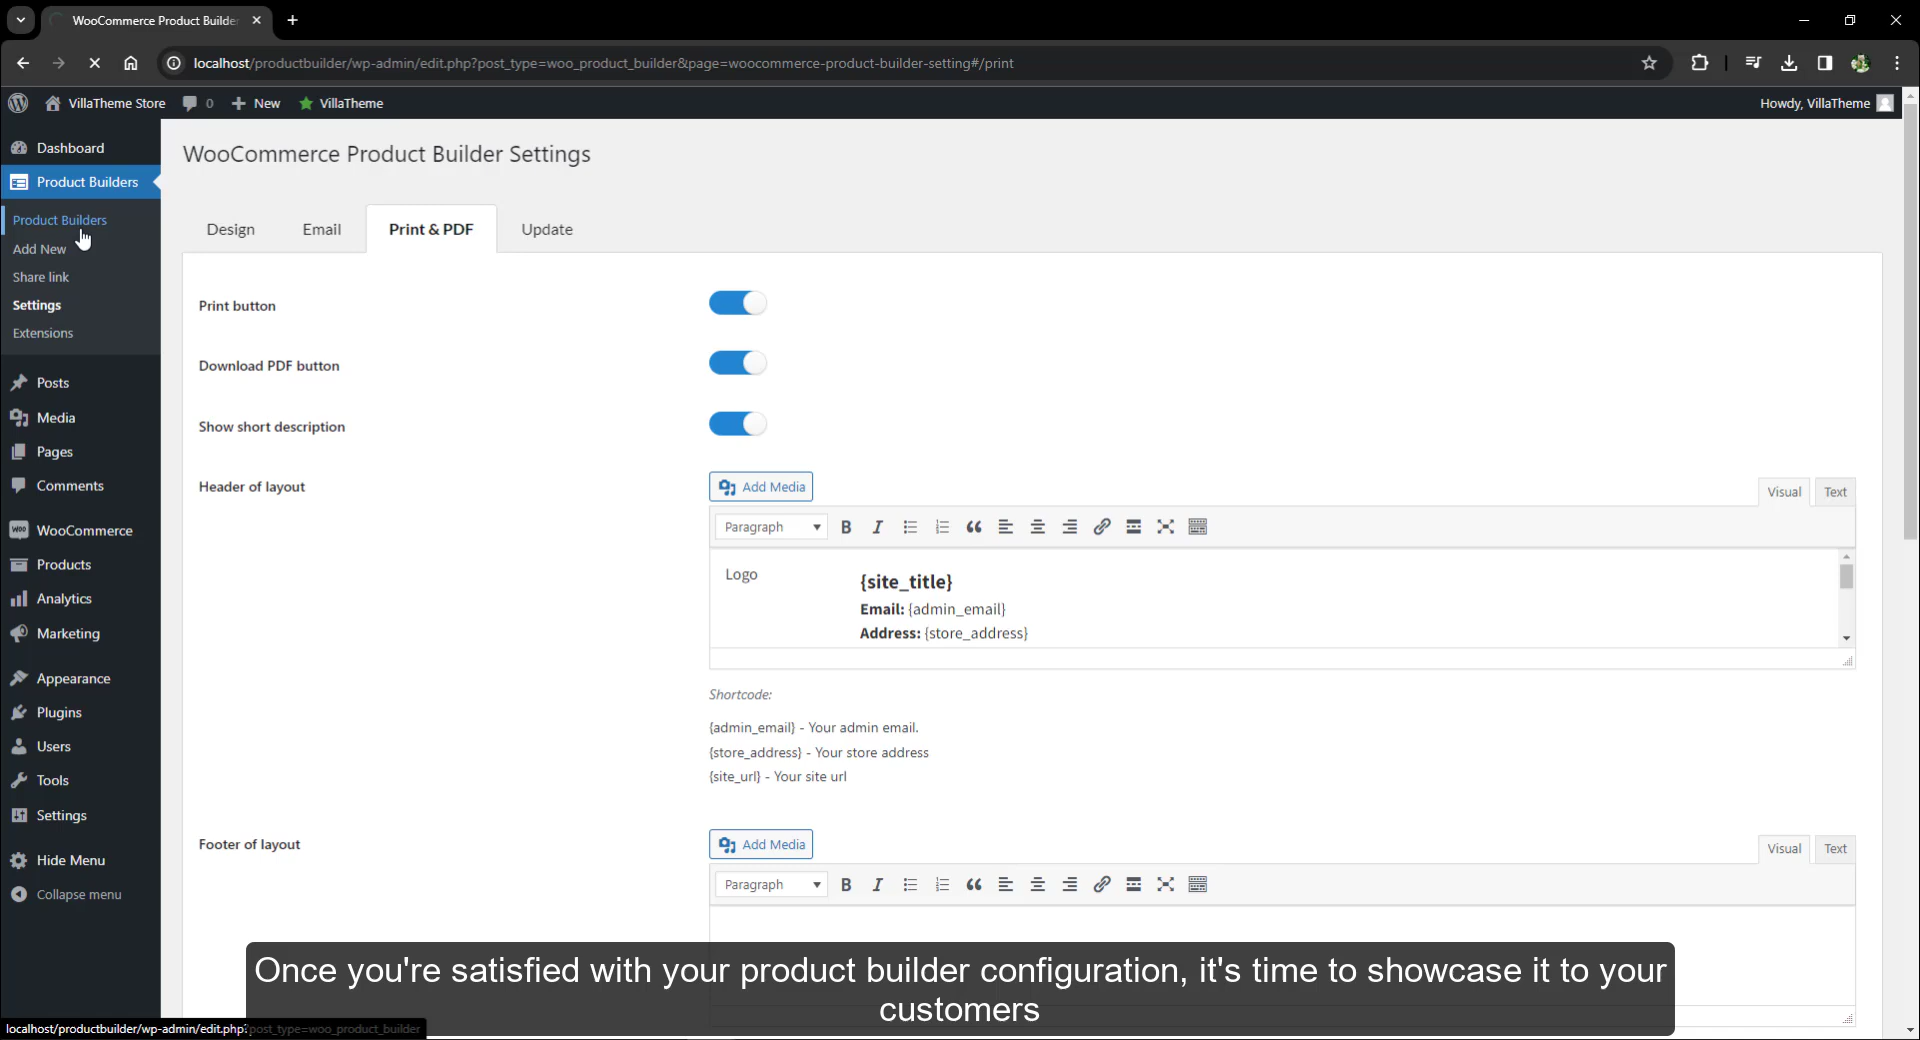 WooCommerce Product Builde
localhost/productbuilder/wp-admin/edit.php?post_type=woo_product_builder&page=woocommerce-product-builder-setting#/print
VillaTheme Store
0
New
VillaTheme
Howdy, VillaTheme
Dashboard
Product Builders
Product Builders
Add New
Share link
Settings
Extensions
Posts
Media
Pages
Comments
WooCommerce
Products
Analytics
Marketing
Appearance
Plugins
Users
Tools
Settings
Hide Menu
Collapse menu
WooCommerce Product Builder Settings
Design
Email
Print & PDF
Update
Print button
Download PDF button
Show short description
Header of layout
Add Media
Visual
Text
Paragraph
Logo
{site_title}
Email: {admin_email}
Address: {store_address}
Shortcode:
{admin_email} - Your admin email.
{store_address} - Your store address
{site_url} - Your site url
Footer of layout
Add Media
Visual
Text
Paragraph
Once you're satisfied with your product builder configuration, it's time to showcase it to your
customers
localhost/productbuilder/wp-admin/edit.php?post_type=woo_product_builder